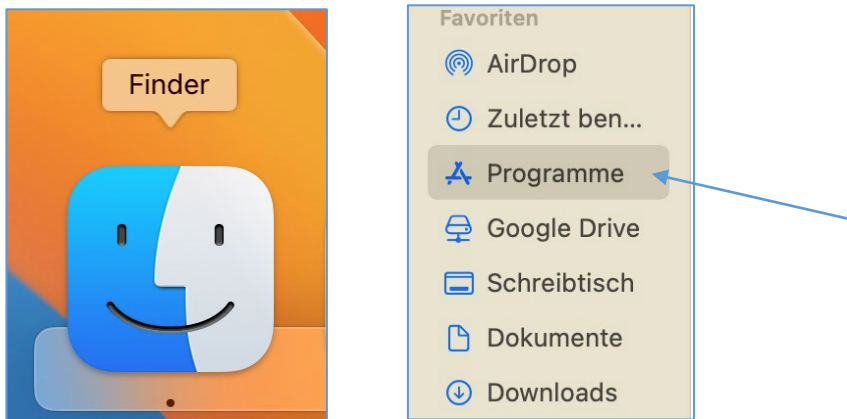 Finder
Favoriten
AirDrop
Zuletzt ben...
Programme
Google Drive
Schreibtisch
Dokumente
Downloads